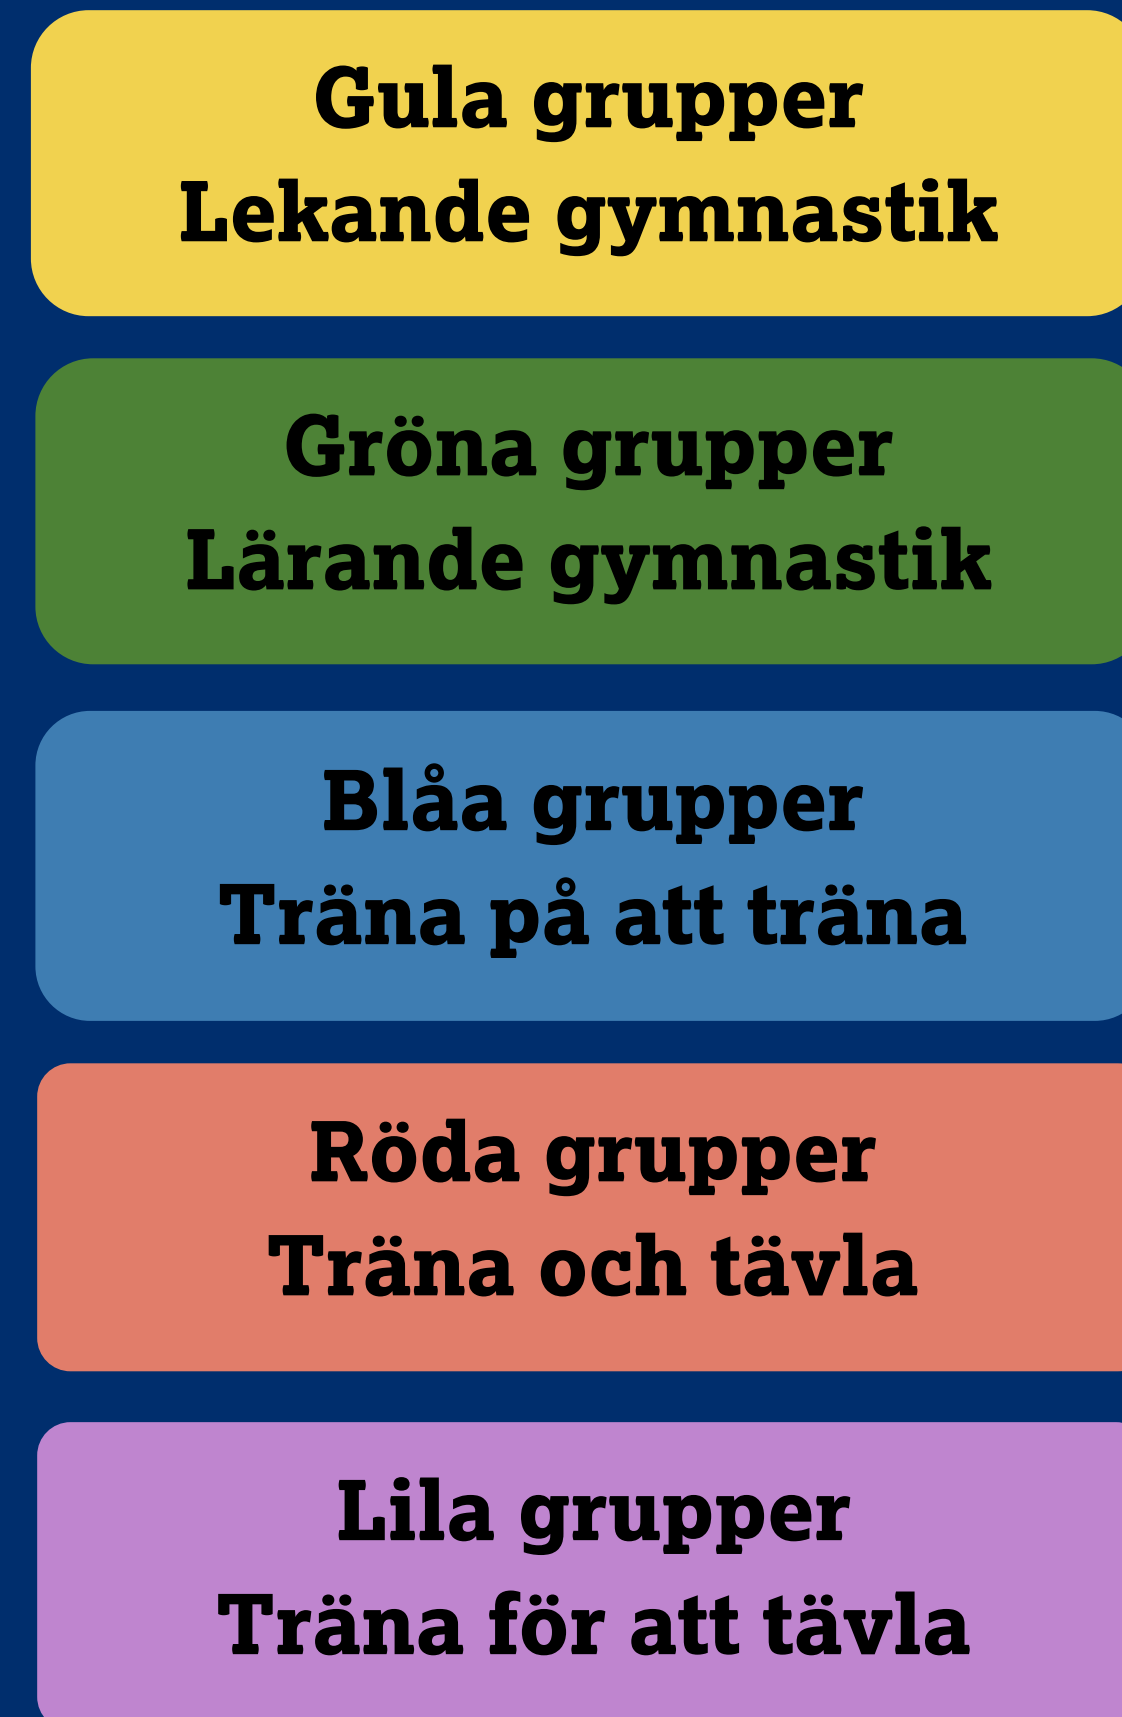 Gula grupper
Lekande gymnastik
Gröna grupper
Lärande gymnastik
Blåa grupper
Träna på att träna
Röda grupper
Träna och tävla
Lila grupper
Träna för att tävla